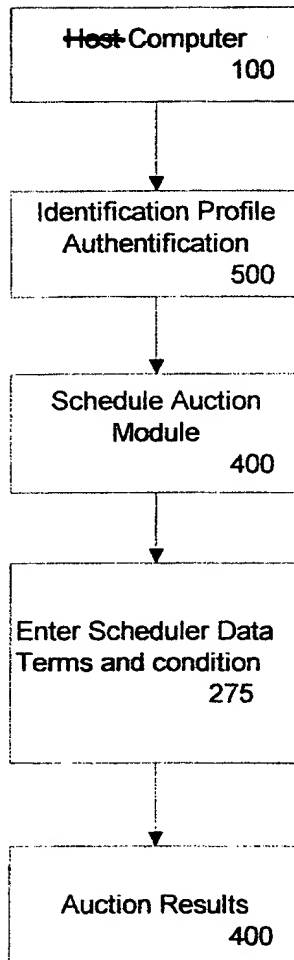 Host Computer
100
Identification Profile
Authentification
500
Schedule Auction
Module
400
Enter Scheduler Data
Terms and condition
275
Auction Results
400